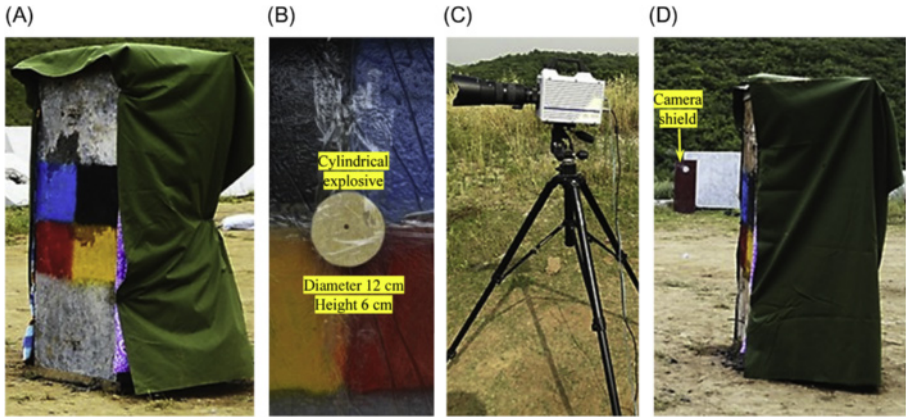 (A)
(B)
(C)
(D)
Cylindrical
explosive
Diameter 12 cm
Height 6 cm
Camera
shield